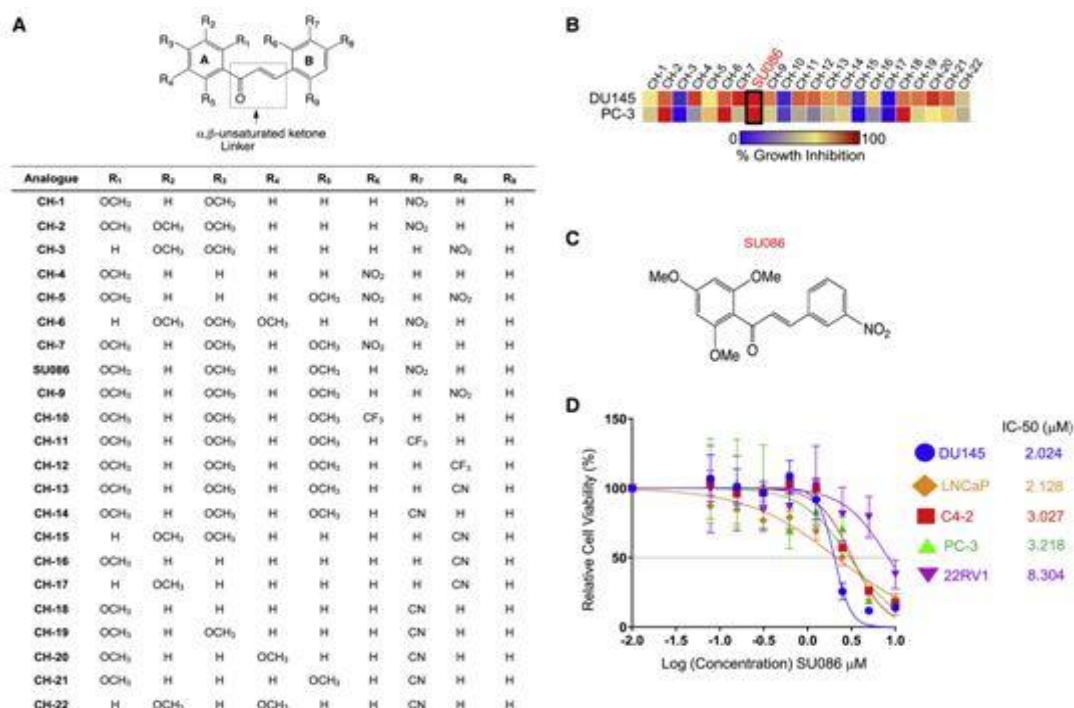 A
R₂
R₇
R₃
R₁
R₆
R₈
A
B
R₄
R₅
O
R₉
α,β-unsaturated ketone
Linker
Analogue R₁ R₂ R₃ R₄ R₅ R₆ R₇ R₈ R₉
CH-1 OCH₃ H OCH₃ H H H NO₂ H H
CH-2 OCH₃ OCH₃ OCH₃ H H H NO₂ H H
CH-3 H OCH₃ OCH₃ H H H H NO₂ H
CH-4 OCH₃ H H H H NO₂ H H H
CH-5 OCH₃ H H H OCH₃ NO₂ H NO₂ H
CH-6 H OCH₃ OCH₃ OCH₃ H H NO₂ H H
CH-7 OCH₃ H OCH₃ H OCH₃ NO₂ H H H
SU086 OCH₃ H OCH₃ H OCH₃ H NO₂ H H
CH-9 OCH₃ H OCH₃ H OCH₃ H H NO₂ H
CH-10 OCH₃ H OCH₃ H OCH₃ CF₃ H H H
CH-11 OCH₃ H OCH₃ H OCH₃ H CF₃ H H
CH-12 OCH₃ H OCH₃ H OCH₃ H H CF₃ H
CH-13 OCH₃ H OCH₃ H OCH₃ H H CN H
CH-14 OCH₃ H OCH₃ H OCH₃ H CN H H
CH-15 H OCH₃ OCH₃ H H H H CN H
CH-16 OCH₃ H H H H H H CN H
CH-17 H OCH₃ H H H H H CN H
CH-18 OCH₃ H H H H H CN H H
CH-19 OCH₃ H OCH₃ H H H CN H H
CH-20 OCH₃ H H OCH₃ H H CN H H
CH-21 OCH₃ H H H OCH₃ H CN H H
CH-22 H OCH₃ H OCH₃ H H CN H H
B
CH-1 CH-2 CH-3 CH-4 CH-5 CH-6 CH-7 SU086 CH-9 CH-10 CH-11 CH-12 CH-13 CH-14 CH-15 CH-16 CH-17 CH-18 CH-19 CH-20 CH-21 CH-22
DU145
PC-3
0 100
% Growth Inhibition
C
SU086
MeO
OMe
OMe
O
NO₂
D
Relative Cell Viability (%)
150
100
50
0
-2.0 -1.5 -1.0 -0.5 0.0 0.5 1.0
Log (Concentration) SU086 μM
IC-50 (μM)
DU145 2.024
LNCaP 2.128
C4-2 3.027
PC-3 3.218
22RV1 8.304